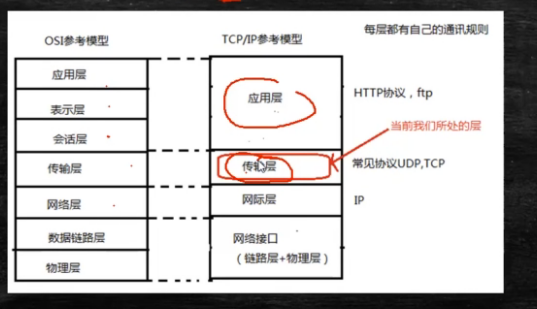 OSI参考模型
TCP/IP参考模型
每层都有自己的通讯规则
应用层
表示层
会话层
传输层
网络层
数据链路层
物理层
应用层
HTTP协议，ftp
当前我们所处的层
传输层
常见协议UDP,TCP
网际层
IP
网络接口
（链路层+物理层）